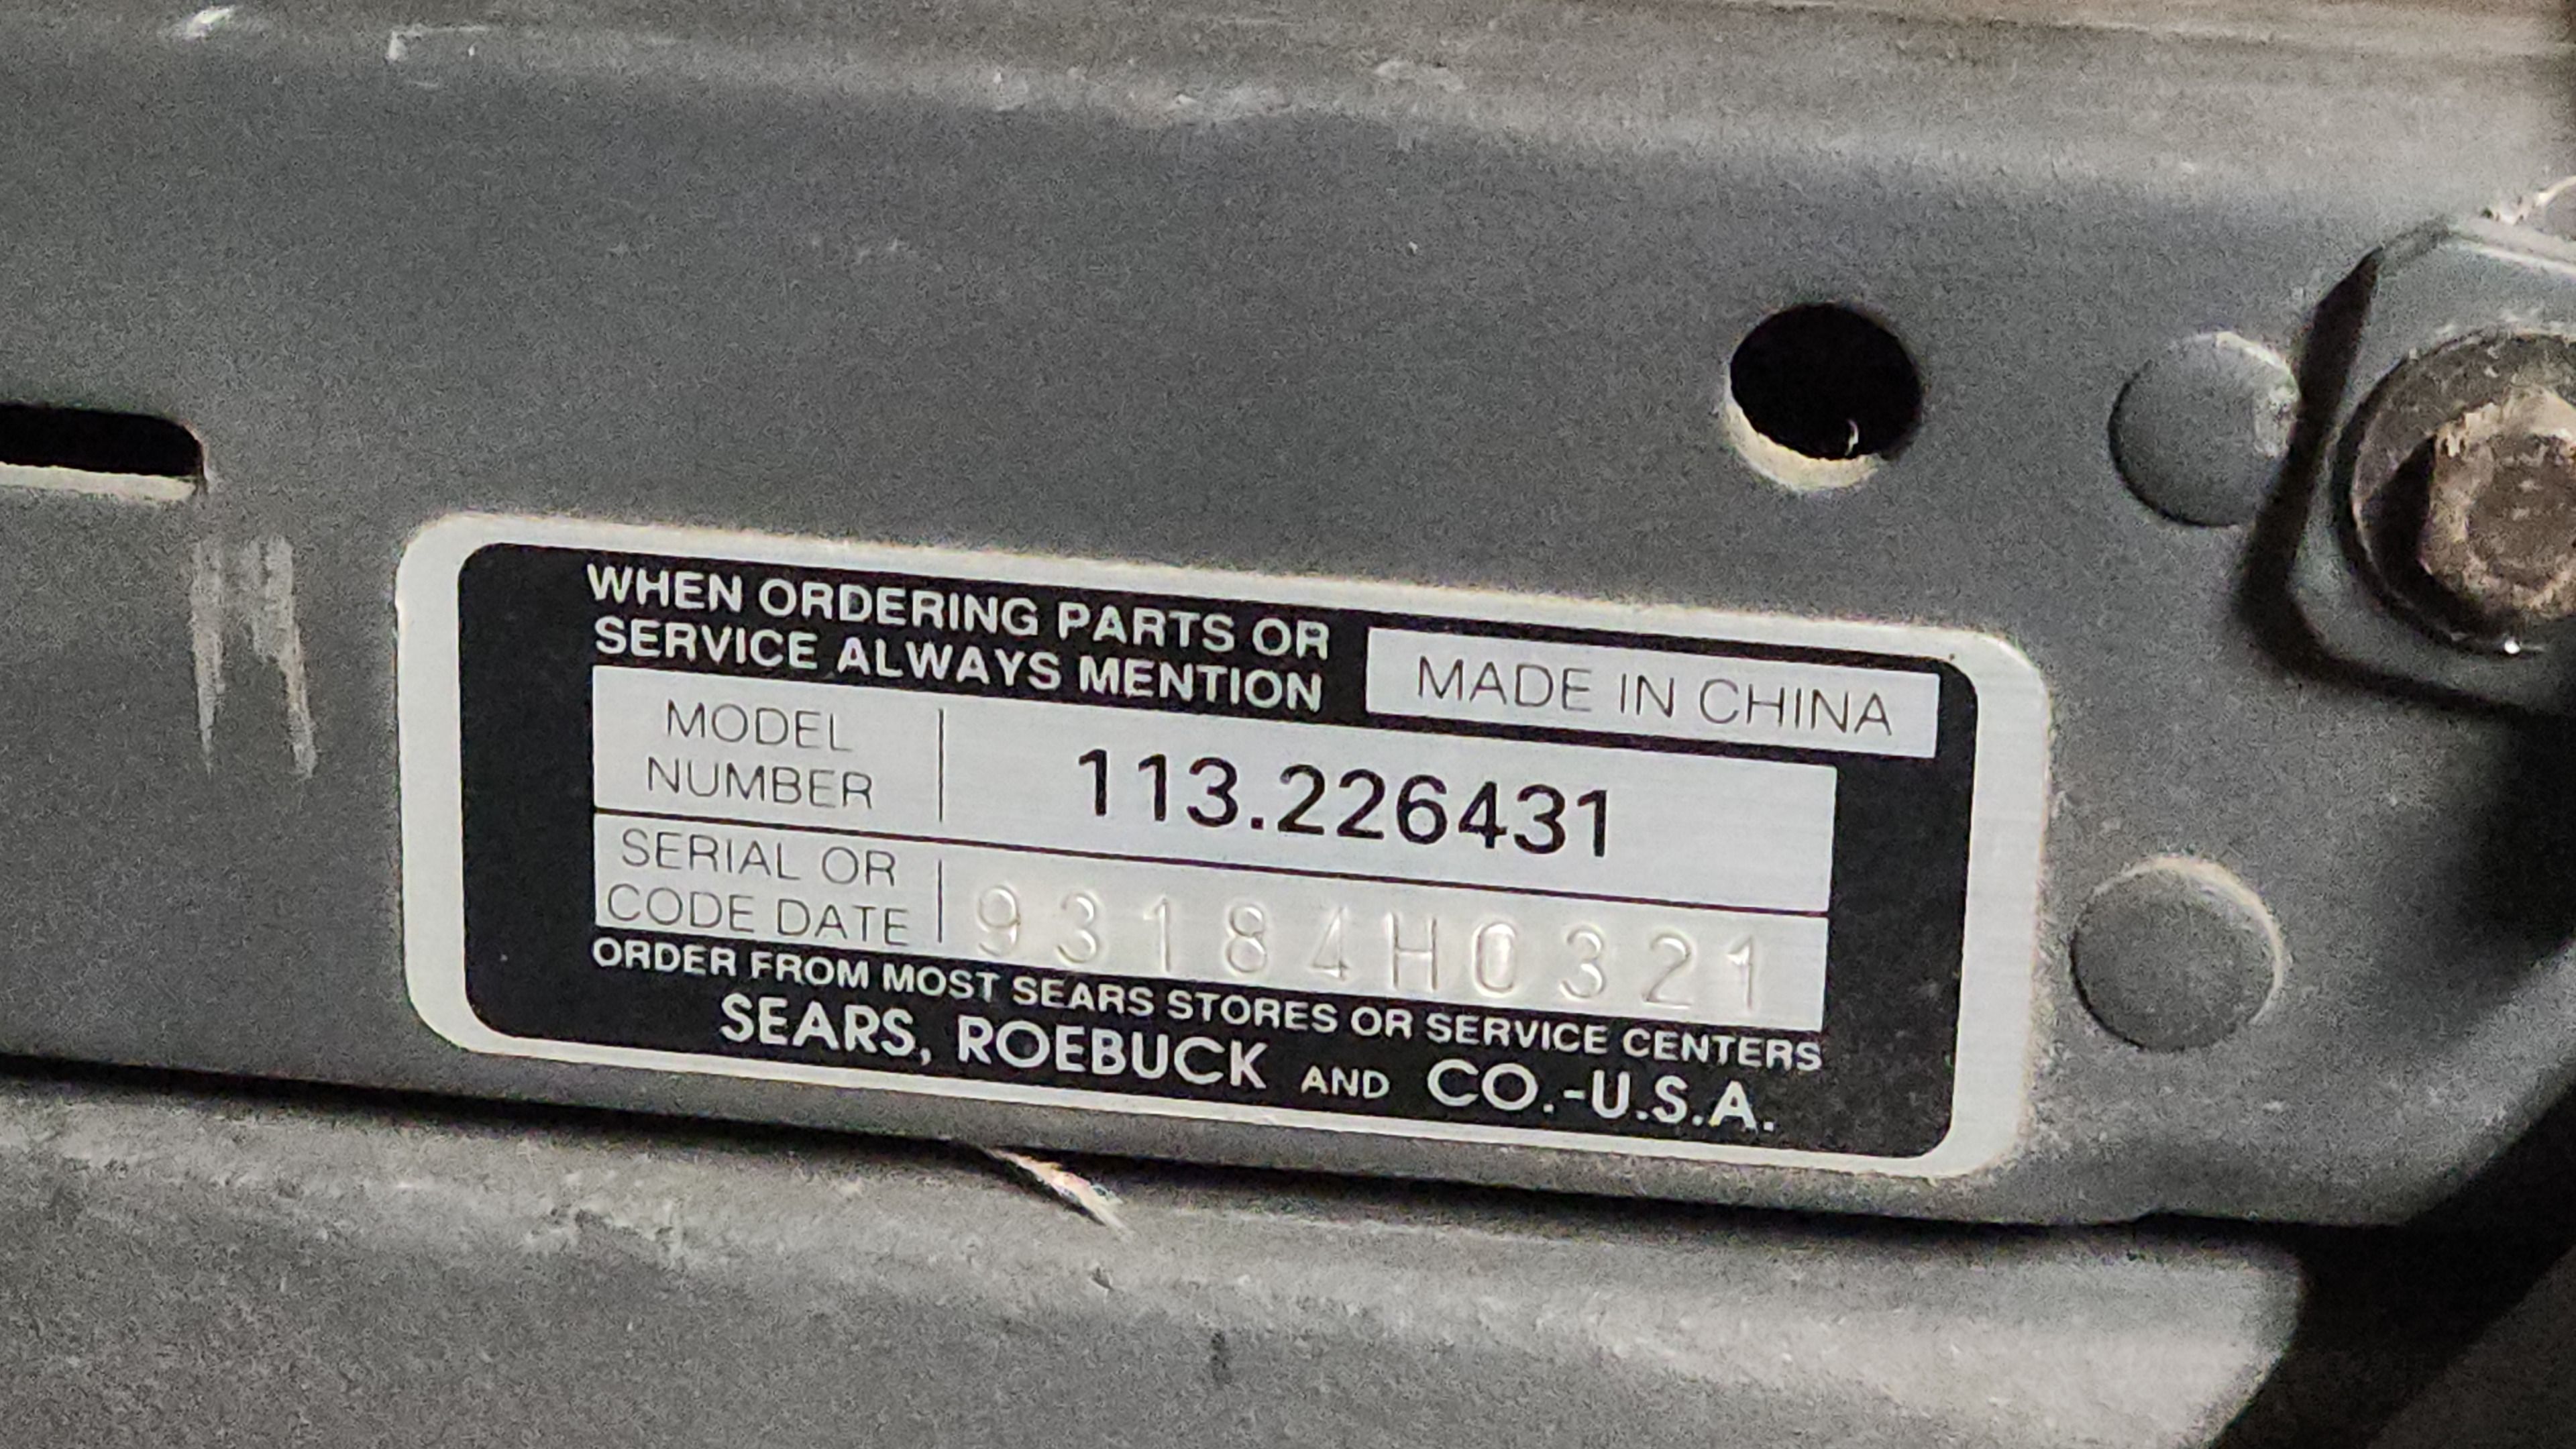 WHEN ORDERING PARTS OR
SERVICE ALWAYS MENTION
MADE IN CHINA
MODEL
NUMBER
113.226431
SERIAL OR
CODE DATE
93184H0321
ORDER FROM MOST SEARS STORES OR SERVICE CENTERS
SEARS, ROEBUCK AND CO.-U.S.A.